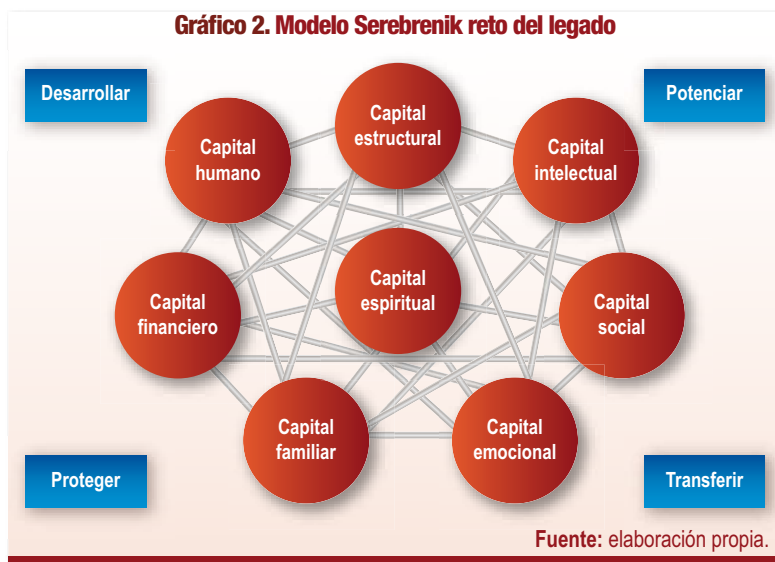 Gráfico 2. Modelo Serebrenik reto del legado
Desarrollar
Potenciar
Capital
estructural
Capital
humano
Capital
intelectual
Capital
espiritual
Capital
financiero
Capital
social
Capital
familiar
Capital
emocional
Proteger
Transferir
Fuente: elaboración propia.